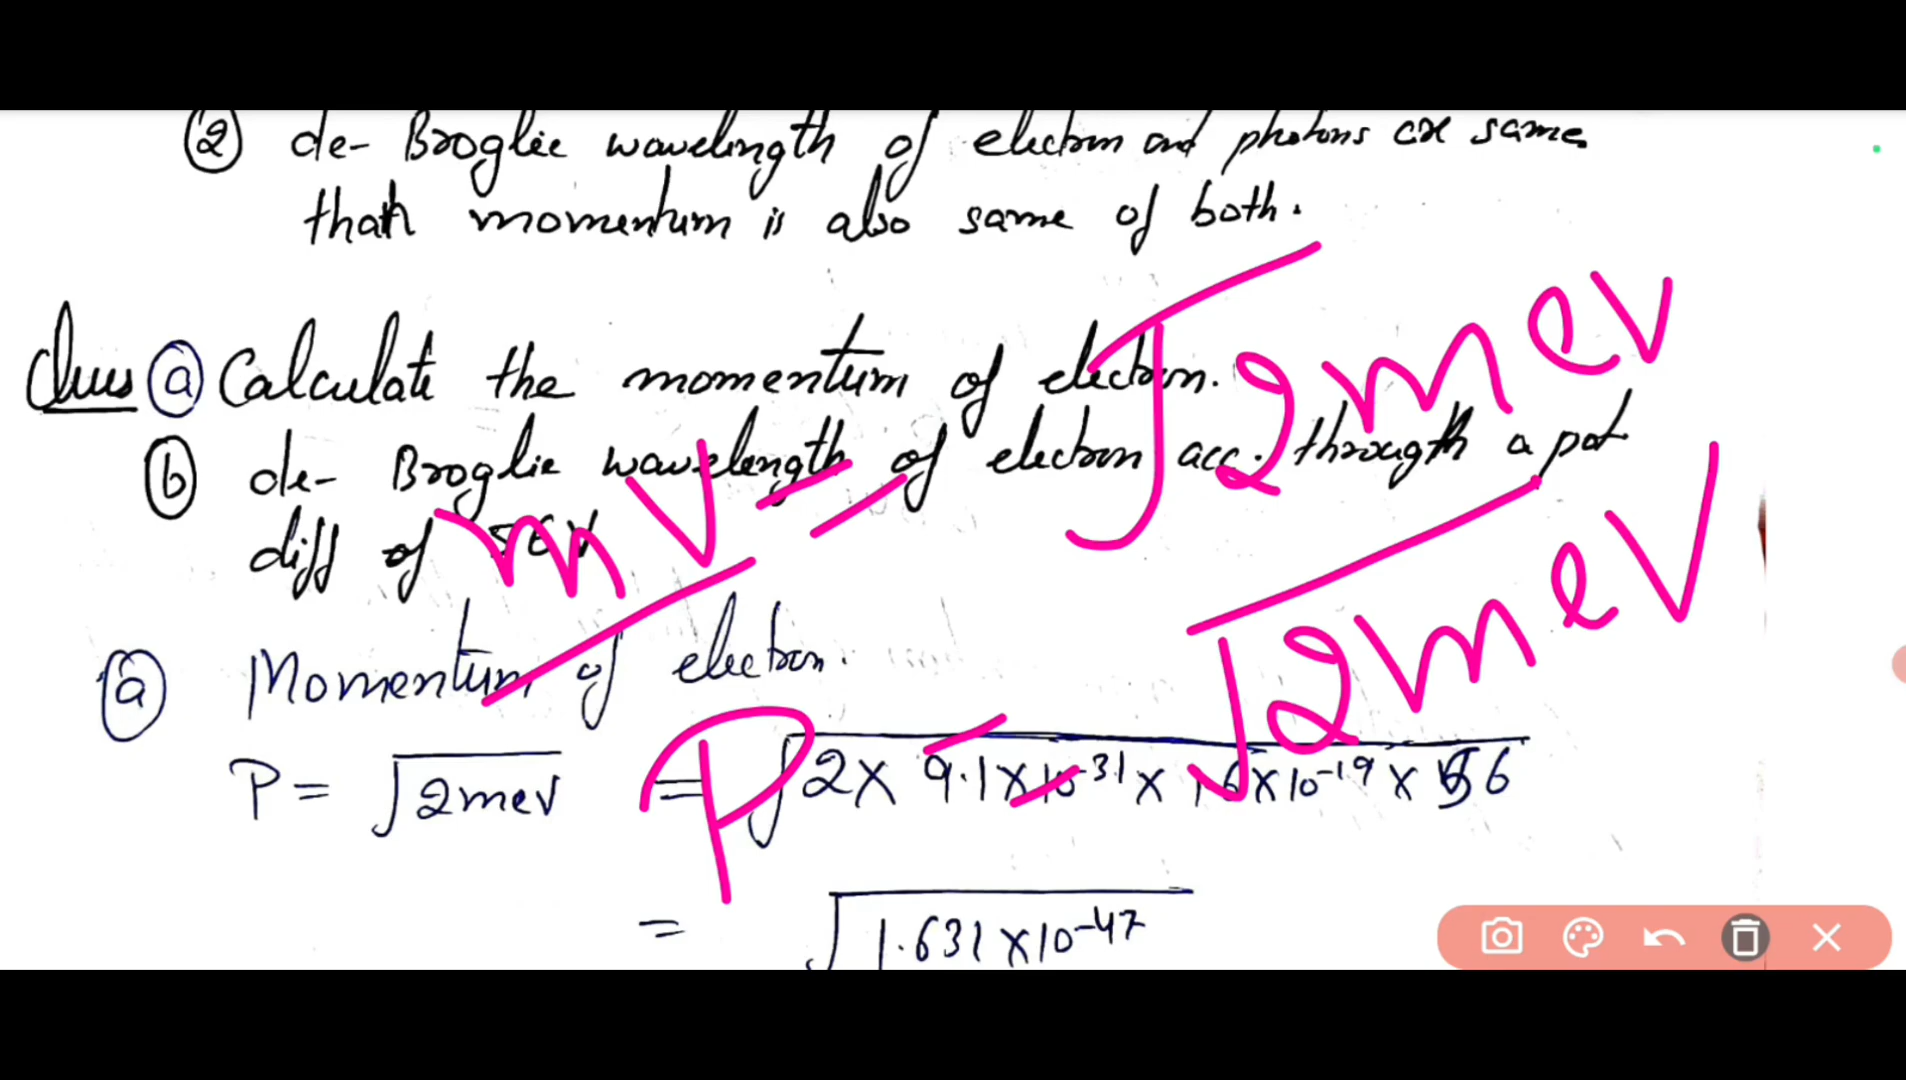 ② de- Broglie wavelength of electron and photons are same
than momentum is also same of both.
Ques ⓐ Calculate the momentum of electron.
ⓑ de- Broglie wavelength of electron acc. through a pot
diff of 56V
ⓐ Momentum of electron.
P = √2mev = √2 X 9.1 X 10⁻³¹ X 1.6 X 10⁻¹⁹ X 56
= √1.631 X 10⁻⁴⁷
mV = √2meV
P = √2meV